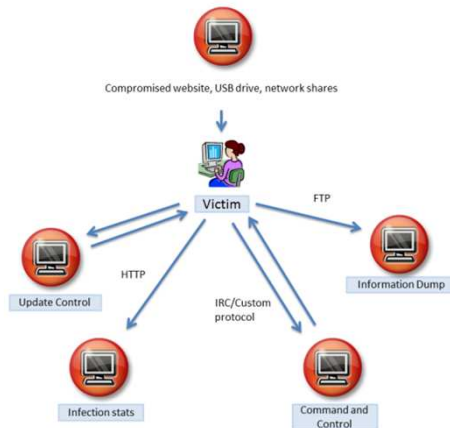 Compromised website, USB drive, network shares
Victim
FTP
Update Control
HTTP
Information Dump
IRC/Custom
protocol
Infection stats
Command and
Control